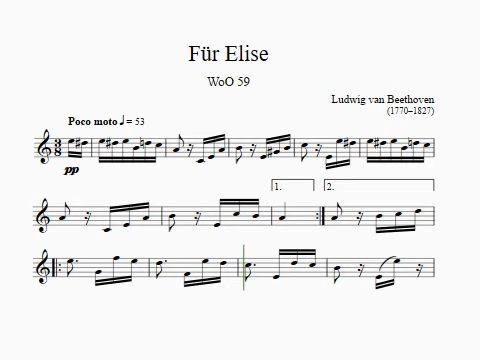 Für Elise
WoO 59
Ludwig van Beethoven
(1770–1827)
Poco moto ♩ = 53
pp
1. 2.